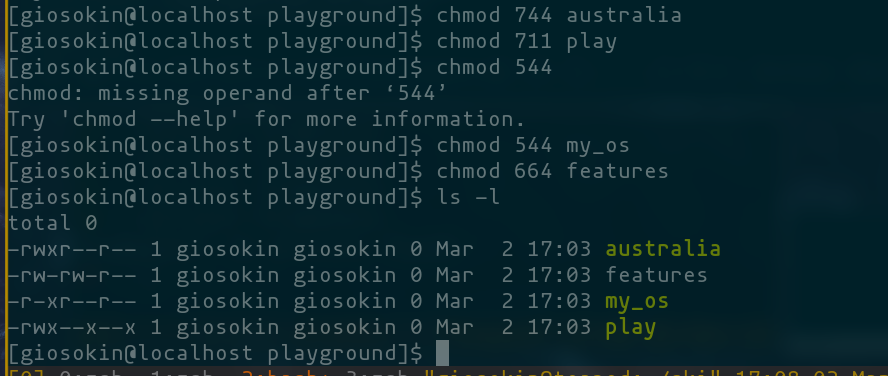 [giosokin@localhost playground]$ chmod 744 australia
[giosokin@localhost playground]$ chmod 711 play
[giosokin@localhost playground]$ chmod 544
chmod: missing operand after ‘544’
Try 'chmod --help' for more information.
[giosokin@localhost playground]$ chmod 544 my_os
[giosokin@localhost playground]$ chmod 664 features
[giosokin@localhost playground]$ ls -l
total 0
-rwxr--r-- 1 giosokin giosokin 0 Mar  2 17:03 australia
-rw-rw-r-- 1 giosokin giosokin 0 Mar  2 17:03 features
-r-xr--r-- 1 giosokin giosokin 0 Mar  2 17:03 my_os
-rwx--x--x 1 giosokin giosokin 0 Mar  2 17:03 play
[giosokin@localhost playground]$